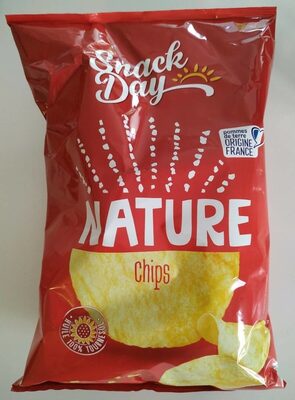 Snack
Day
pommes
de terre
ORIGINE
FRANCE
NATURE
Chips
HUILE 100% TOURNESOL